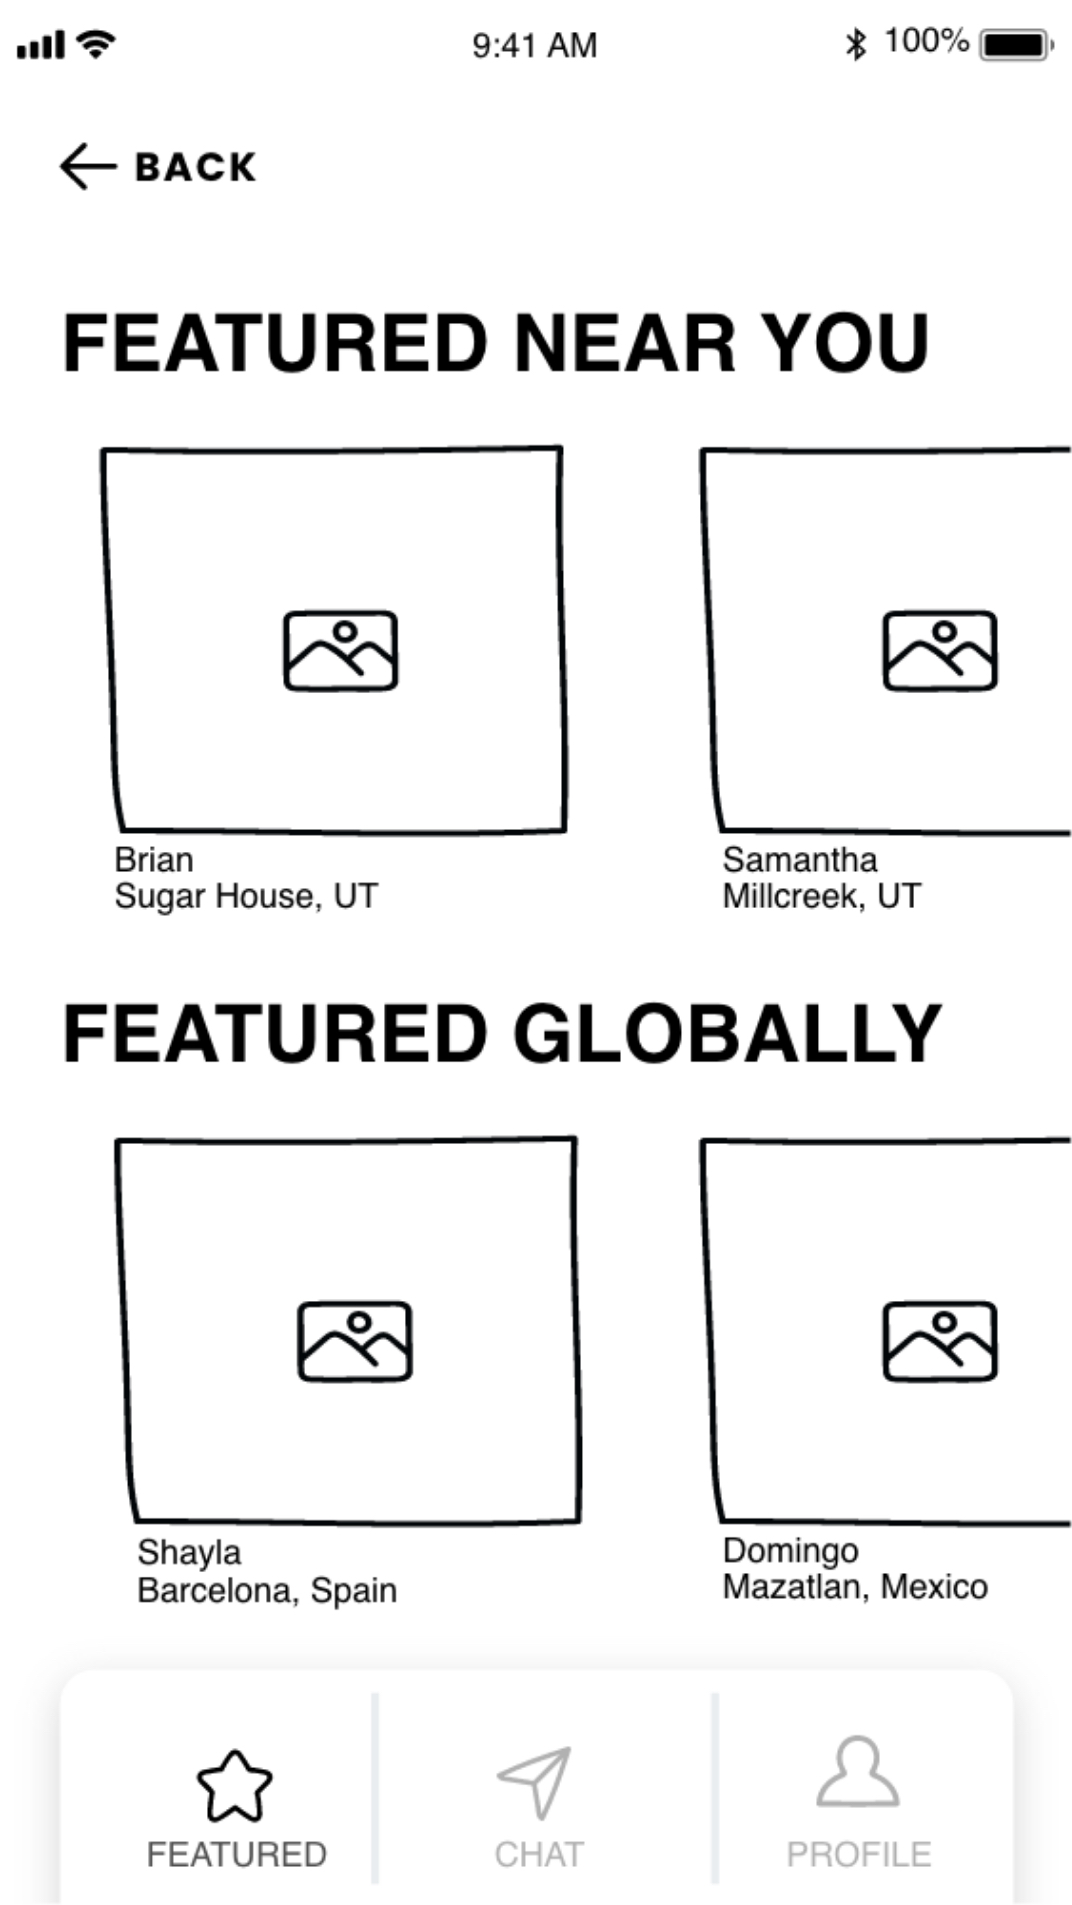 9:41 AM
100%
BACK
FEATURED NEAR YOU
Brian
Sugar House, UT
Samantha
Millcreek, UT
FEATURED GLOBALLY
Shayla
Barcelona, Spain
Domingo
Mazatlan, Mexico
FEATURED
CHAT
PROFILE